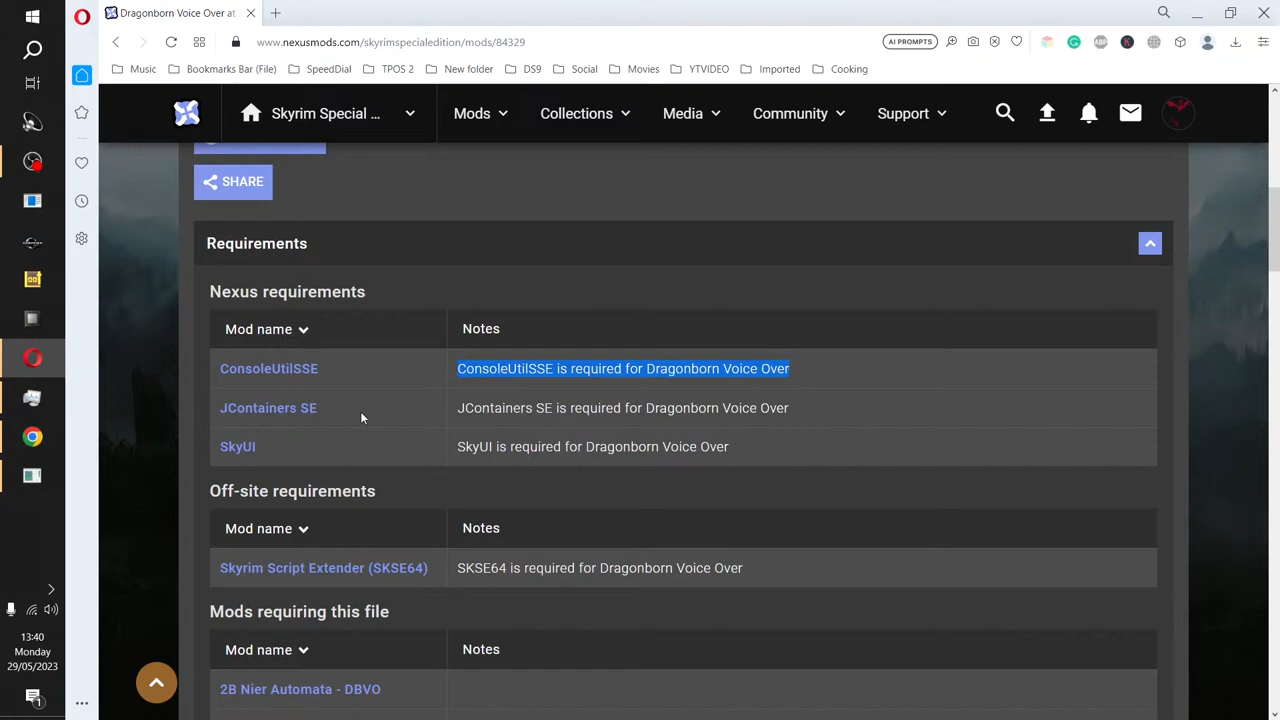 Dragonborn Voice Over at
www.nexusmods.com/skyrimspecialedition/mods/84329
AI PROMPTS
Music
Bookmarks Bar (File)
SpeedDial
TPOS 2
New folder
DS9
Social
Movies
YTVIDEO
Imported
Cooking
Skyrim Special ...
Mods
Collections
Media
Community
Support
SHARE
Requirements
Nexus requirements
Mod name Notes
ConsoleUtilSSE ConsoleUtilSSE is required for Dragonborn Voice Over
JContainers SE JContainers SE is required for Dragonborn Voice Over
SkyUI SkyUI is required for Dragonborn Voice Over
Off-site requirements
Mod name Notes
Skyrim Script Extender (SKSE64) SKSE64 is required for Dragonborn Voice Over
Mods requiring this file
Mod name Notes
2B Nier Automata - DBVO
13:40
Monday
29/05/2023
1